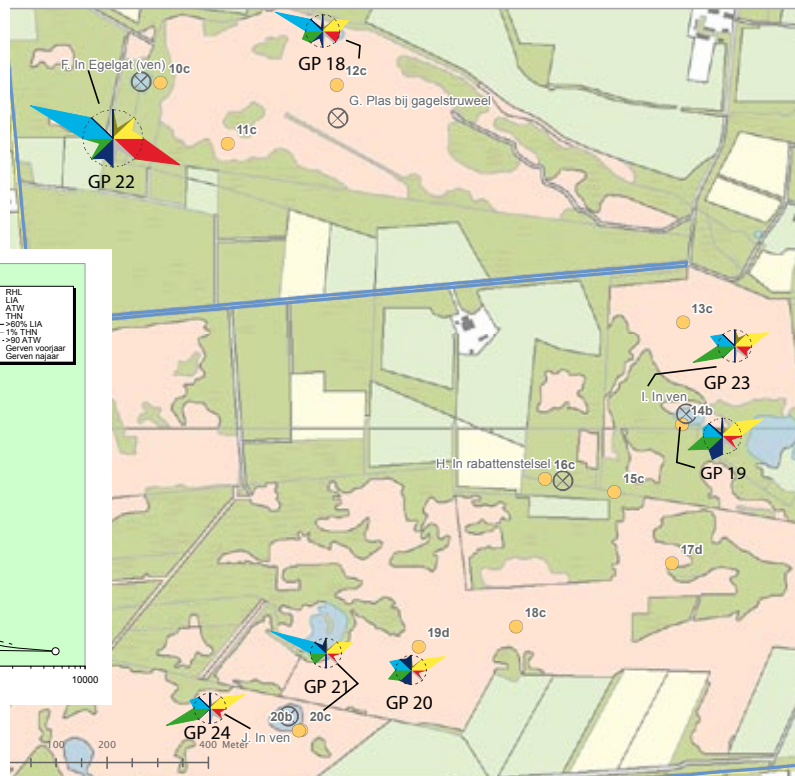 F. In Egelgat (ven)
10c
GP 18
12c
G. Plas bij gagelstruweel
11c
GP 22
RHL
LIA
ATW
THN
>60% LIA
1% THN
>90 ATW
Gerven voorjaar
Gerven najaar
13c
GP 23
I. In ven
14b
GP 19
H. In rabattenstelsel
16c
15c
17d
18c
19d
10000
GP 21
GP 20
GP 24
20b
20c
J. In ven
100
200
400 Meter